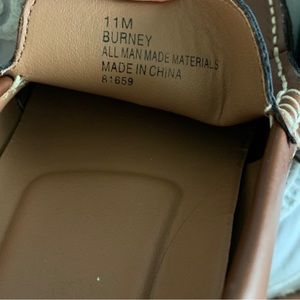 11M
BURNEY
ALL MAN MADE MATERIALS
MADE IN CHINA
81659